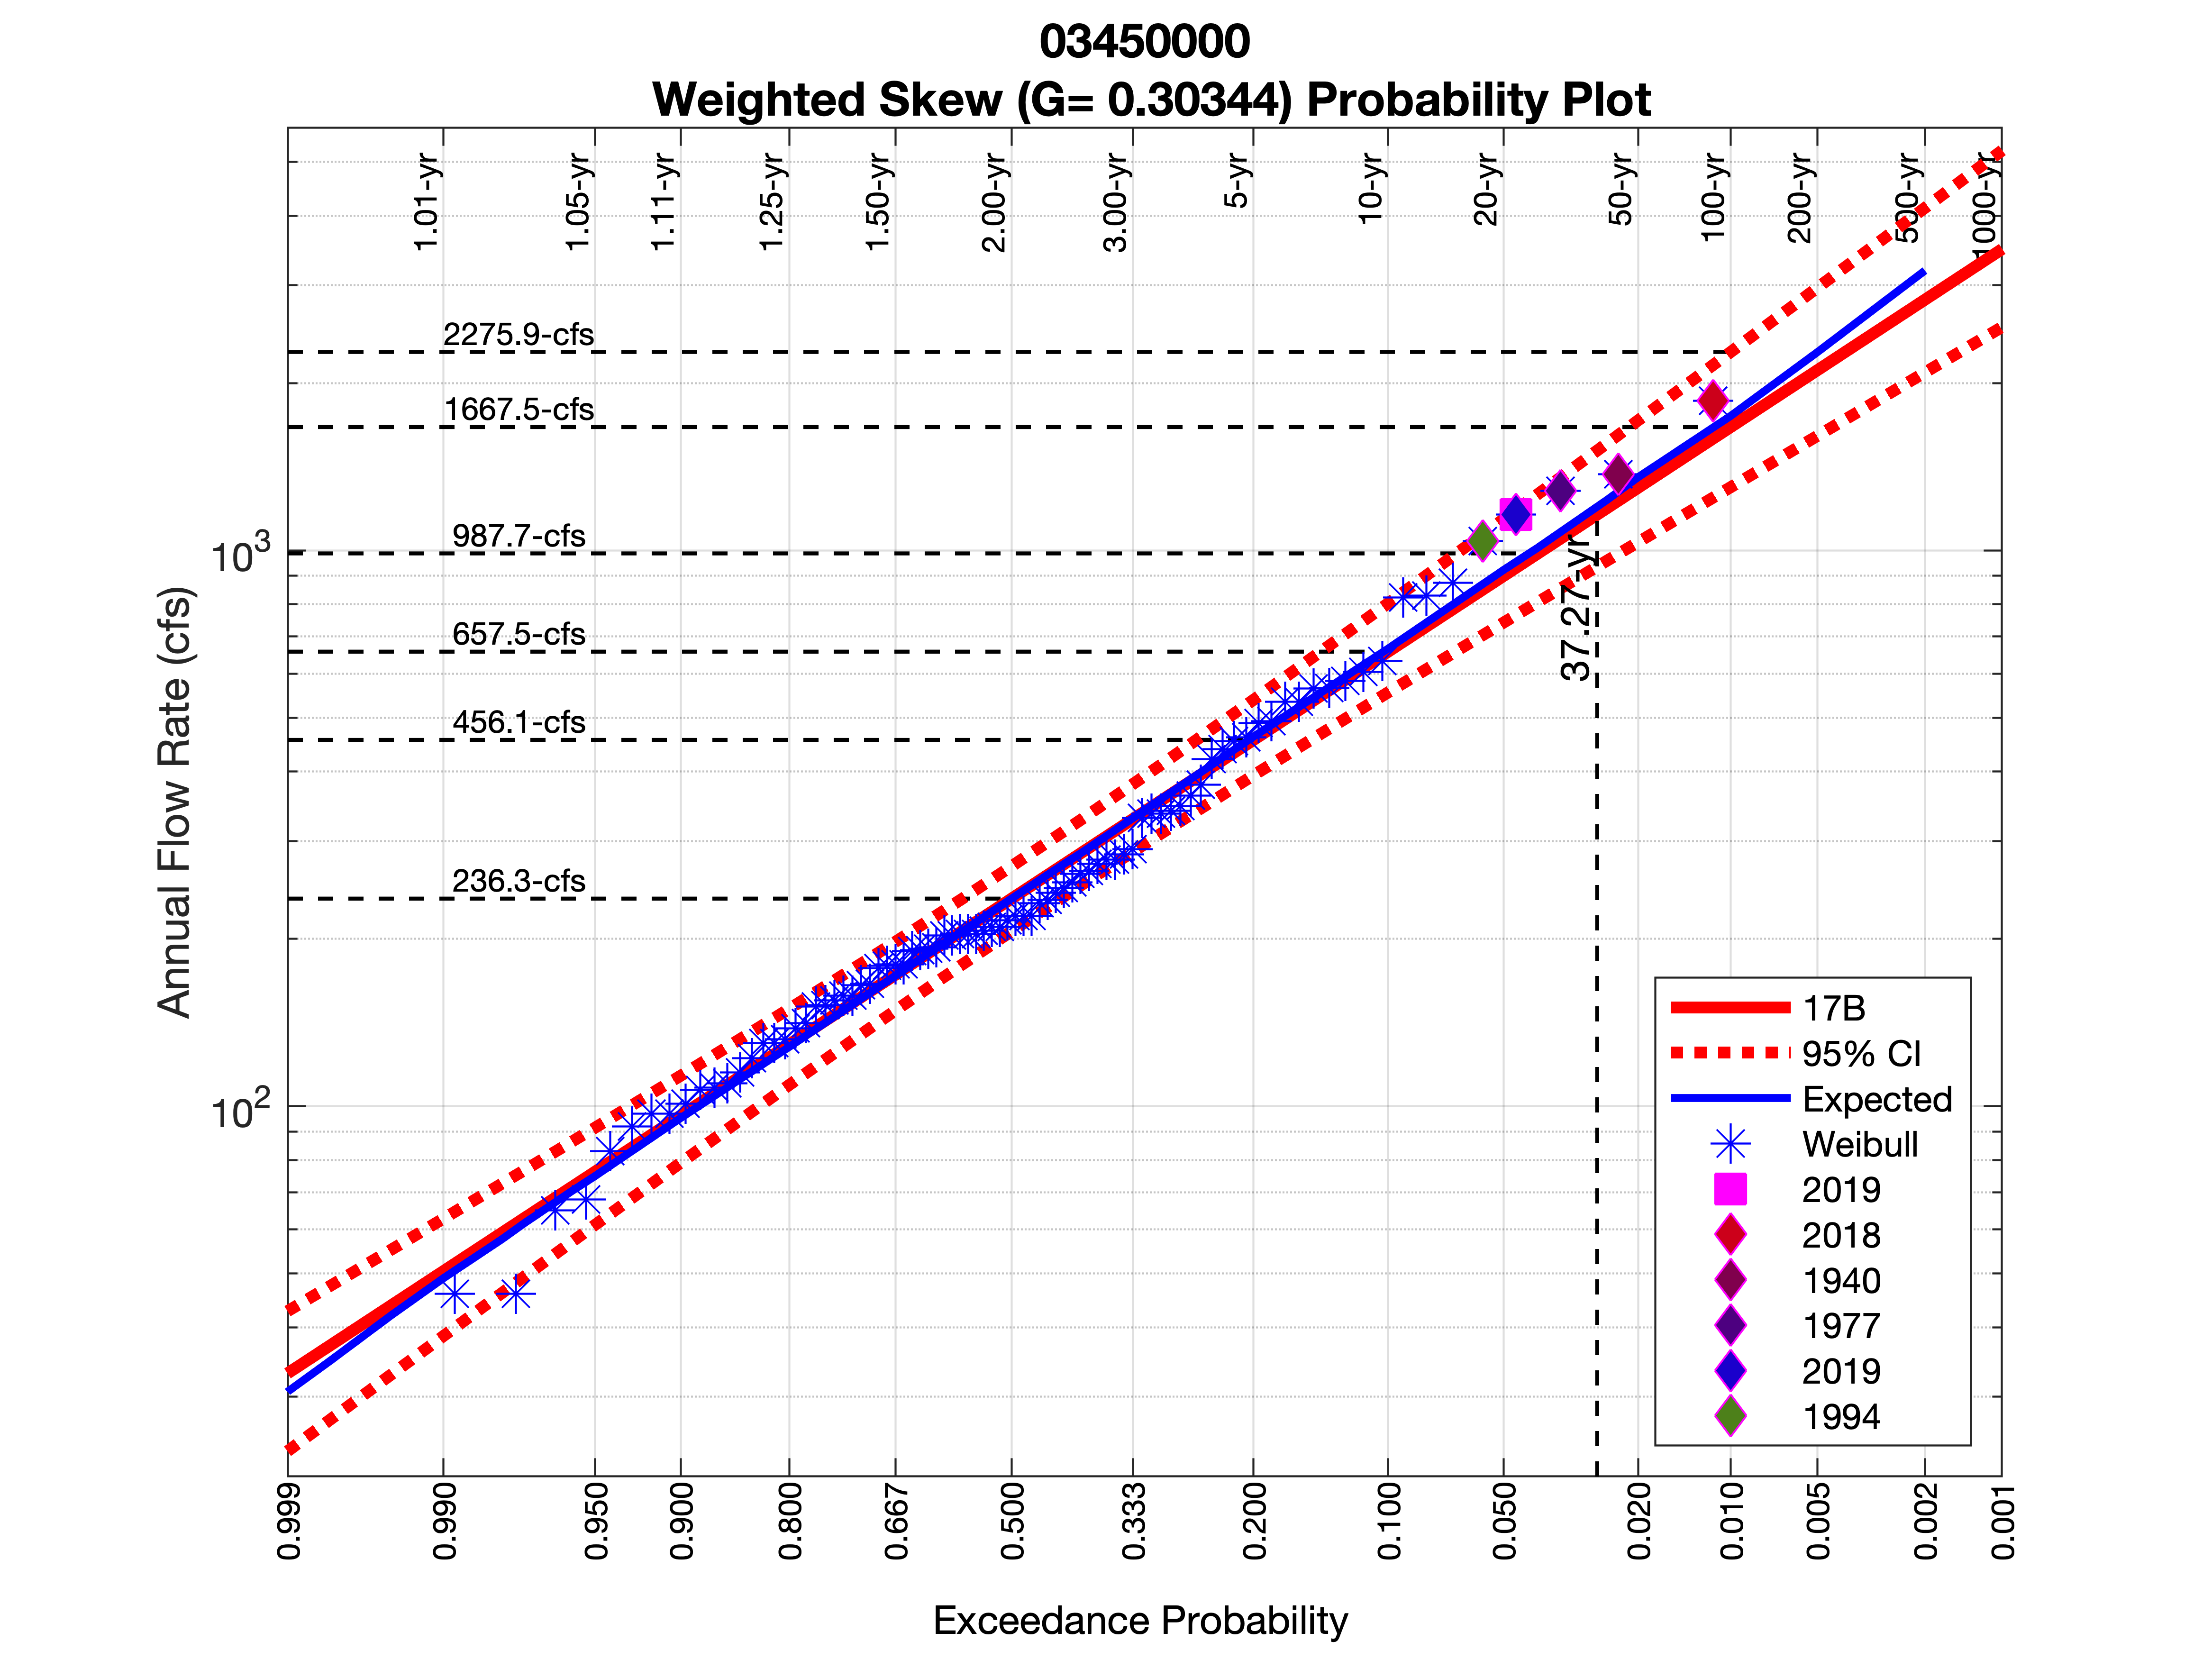 03450000
Weighted Skew (G= 0.30344) Probability Plot
1.01-yr
1.05-yr
1.11-yr
1.25-yr
1.50-yr
2.00-yr
3.00-yr
5-yr
10-yr
20-yr
50-yr
100-yr
200-yr
500-yr
1000-yr
2275.9-cfs
1667.5-cfs
987.7-cfs
657.5-cfs
456.1-cfs
236.3-cfs
37.27-yr
10³
10²
Annual Flow Rate (cfs)
17B
95% CI
Expected
Weibull
2019
2018
1940
1977
2019
1994
0.999
0.990
0.950
0.900
0.800
0.667
0.500
0.333
0.200
0.100
0.050
0.020
0.010
0.005
0.002
0.001
Exceedance Probability